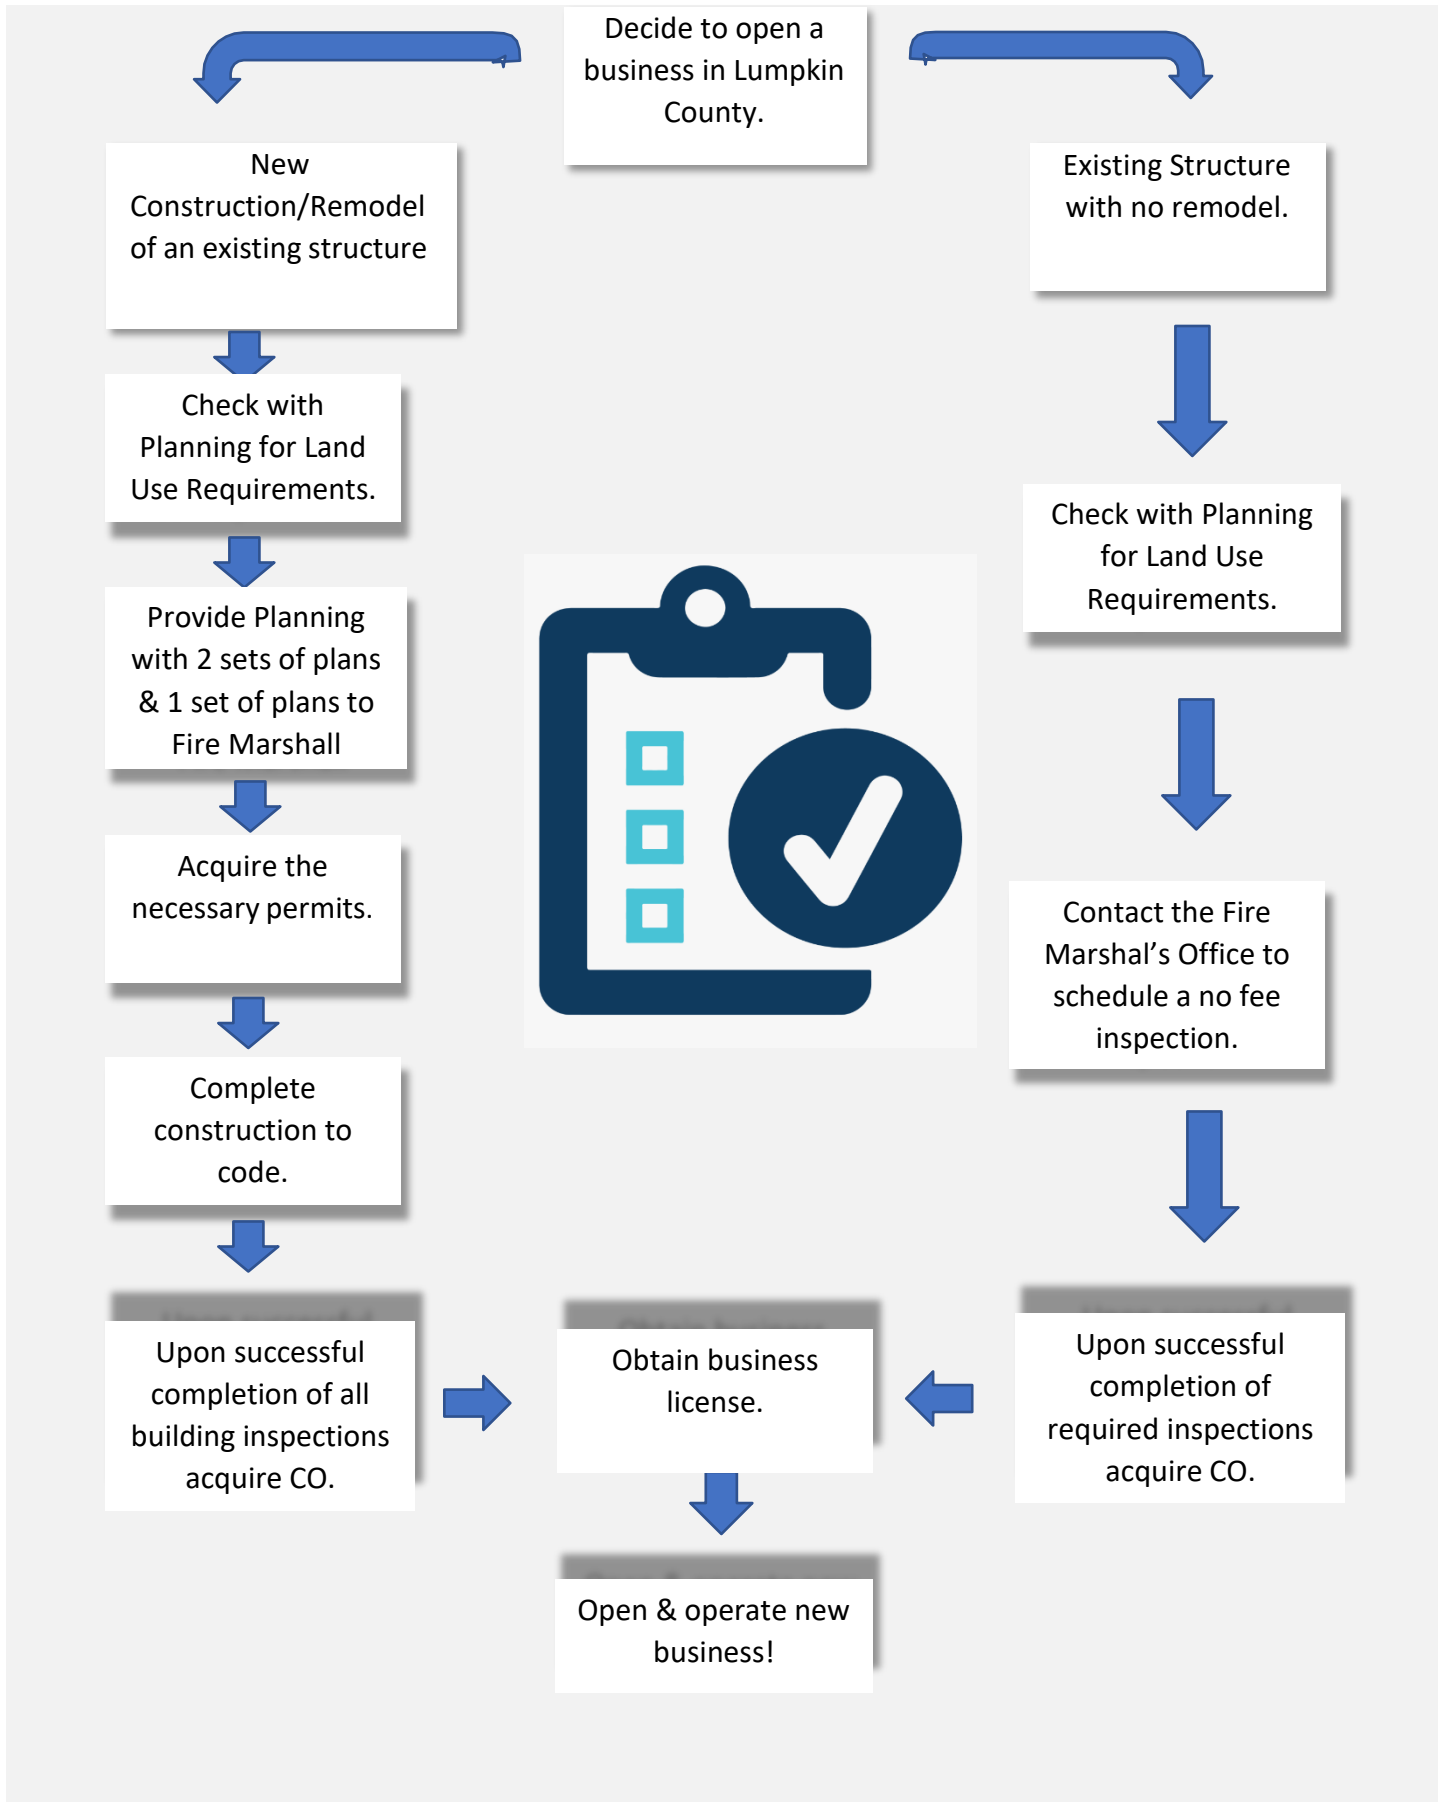 Decide to open a
business in Lumpkin
County.
New
Construction/Remodel
of an existing structure
Check with
Planning for Land
Use Requirements.
Provide Planning
with 2 sets of plans
& 1 set of plans to
Fire Marshall
Acquire the
necessary permits.
Complete
construction to
code.
Upon successful
completion of all
building inspections
acquire CO.
Existing Structure
with no remodel.
Check with Planning
for Land Use
Requirements.
Contact the Fire
Marshal’s Office to
schedule a no fee
inspection.
Upon successful
completion of
required inspections
acquire CO.
Obtain business
license.
Open & operate new
business!